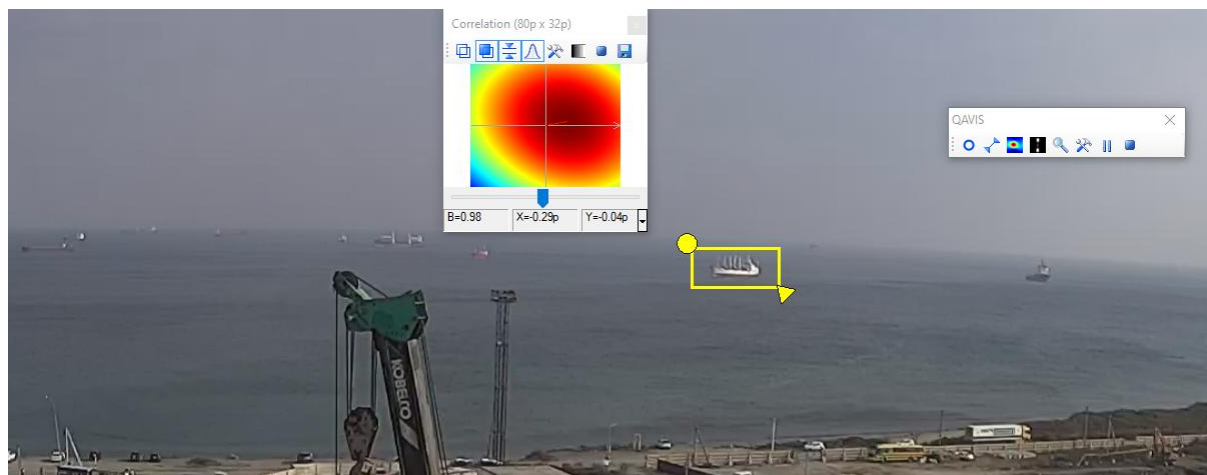 Correlation (80p x 32p)
QAVIS
B=0.98 X=-0.29p Y=-0.04p
KOBELCO